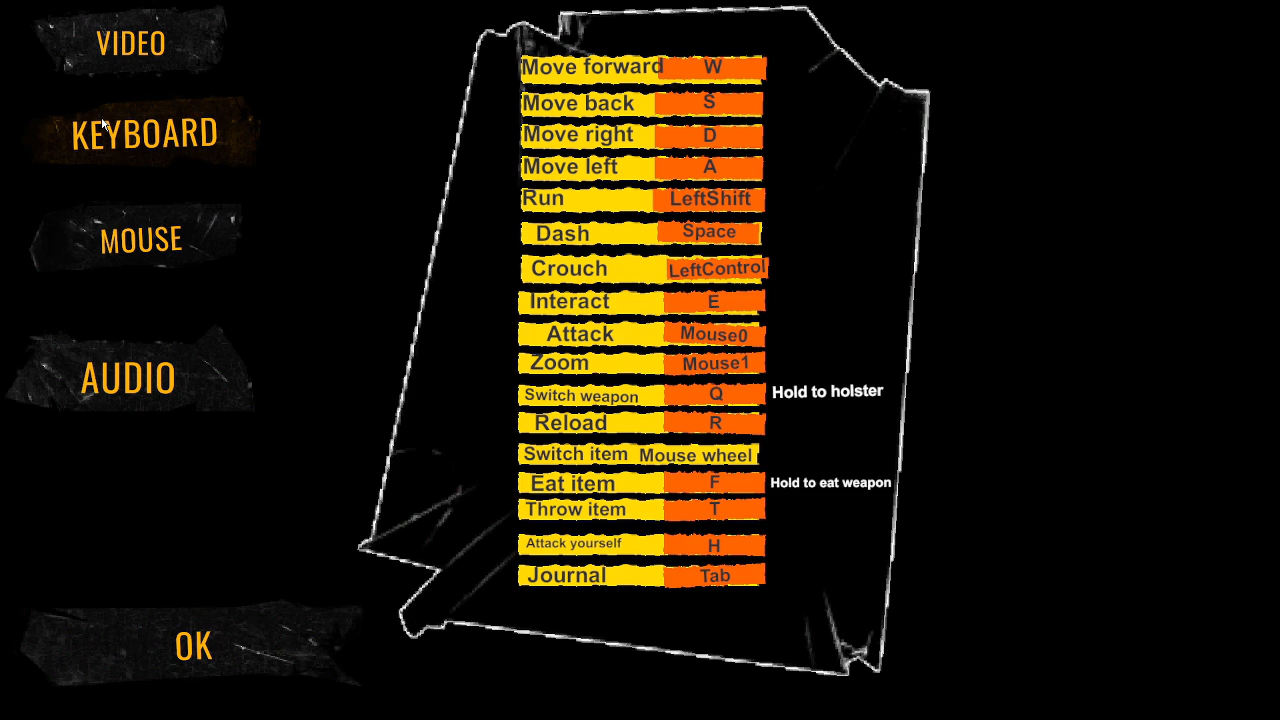 VIDEO
KEYBOARD
MOUSE
AUDIO
OK
Move forward W
Move back S
Move right D
Move left A
Run LeftShift
Dash Space
Crouch LeftControl
Interact E
Attack Mouse0
Zoom Mouse1
Switch weapon Q Hold to holster
Reload R
Switch item Mouse wheel
Eat item F Hold to eat weapon
Throw item T
Attack yourself H
Journal Tab